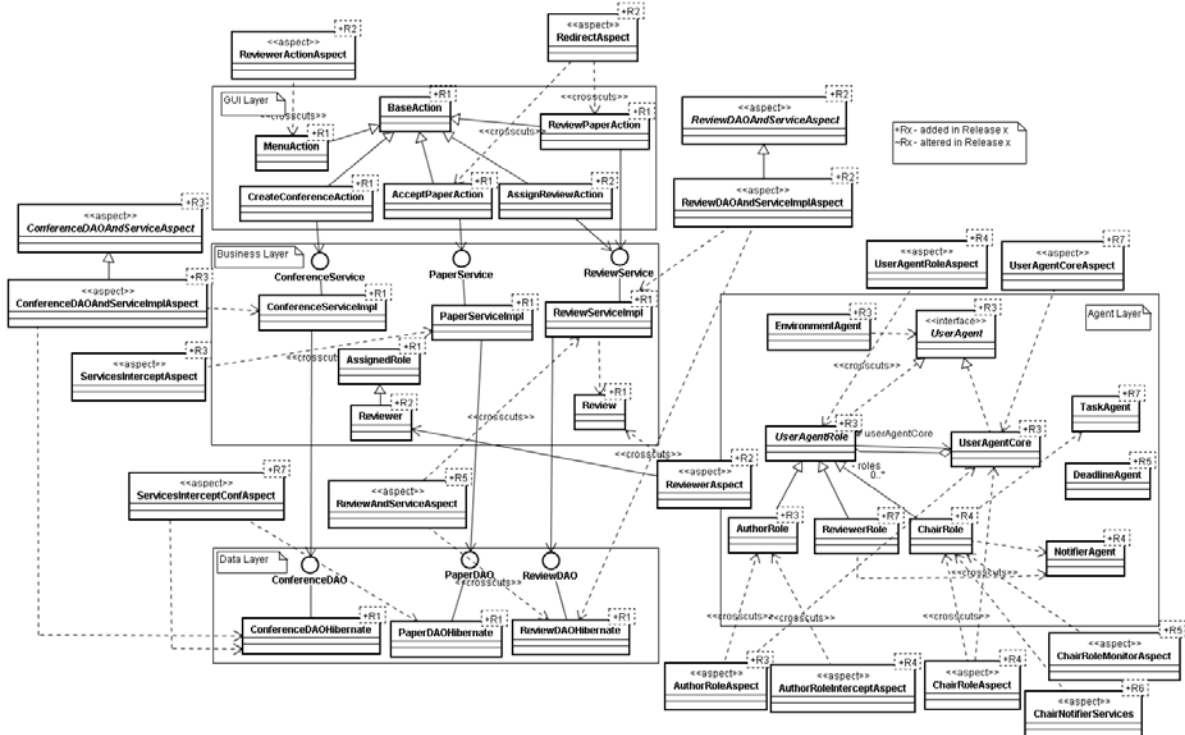 +R2
<<aspect>>
ReviewerActionAspect
+R2
<<aspect>>
RedirectAspect
GUI Layer
<<crosscuts>>
+R1
BaseAction
+R1
MenuAction
<<crosscuts>>
<<crosscuts>>
+R1
ReviewPaperAction
+R1
CreateConferenceAction
+R1
AcceptPaperAction
+R2
AssignReviewAction
+R2
<<aspect>>
ReviewDAOAndServiceAspect
+R2
<<aspect>>
ReviewDAOAndServiceImplAspect
+Rx - added in Release x
~Rx - altered in Release x
+R3
<<aspect>>
ConferenceDAOAndServiceAspect
+R3
<<aspect>>
ConferenceDAOAndServiceImplAspect
+R3
<<aspect>>
ServicesInterceptAspect
Business Layer
ConferenceService
PaperService
ReviewService
+R1
ConferenceServiceImpl
+R1
PaperServiceImpl
+R1
ReviewServiceImpl
+R1
AssignedRole
+R2
Reviewer
+R1
Review
<<crosscuts>>
<<crosscuts>>
+R2
<<aspect>>
ReviewerAspect
+R7
<<aspect>>
ServicesInterceptConfAspect
+R5
<<aspect>>
ReviewAndServiceAspect
Data Layer
ConferenceDAO
PaperDAO
ReviewDAO
<<crosscuts>>
+R1
ConferenceDAOHibernate
+R1
PaperDAOHibernate
+R1
ReviewDAOHibernate
+R4
<<aspect>>
UserAgentRoleAspect
+R7
<<aspect>>
UserAgentCoreAspect
Agent Layer
+R3
EnvironmentAgent
+R3
<<interface>>
UserAgent
<<crosscuts>>
+R7
TaskAgent
+R3
UserAgentRole
- userAgentCore
+R3
UserAgentCore
- roles
0..*
+R5
DeadlineAgent
+R3
AuthorRole
+R7
ReviewerRole
+R4
ChairRole
+R4
NotifierAgent
<<crosscuts>>
<<crosscuts>>
<<crosscuts>>
+R3
<<aspect>>
AuthorRoleAspect
+R4
<<aspect>>
AuthorRoleInterceptAspect
+R4
<<aspect>>
ChairRoleAspect
+R5
<<aspect>>
ChairRoleMonitorAspect
+R6
<<aspect>>
ChairNotifierServices